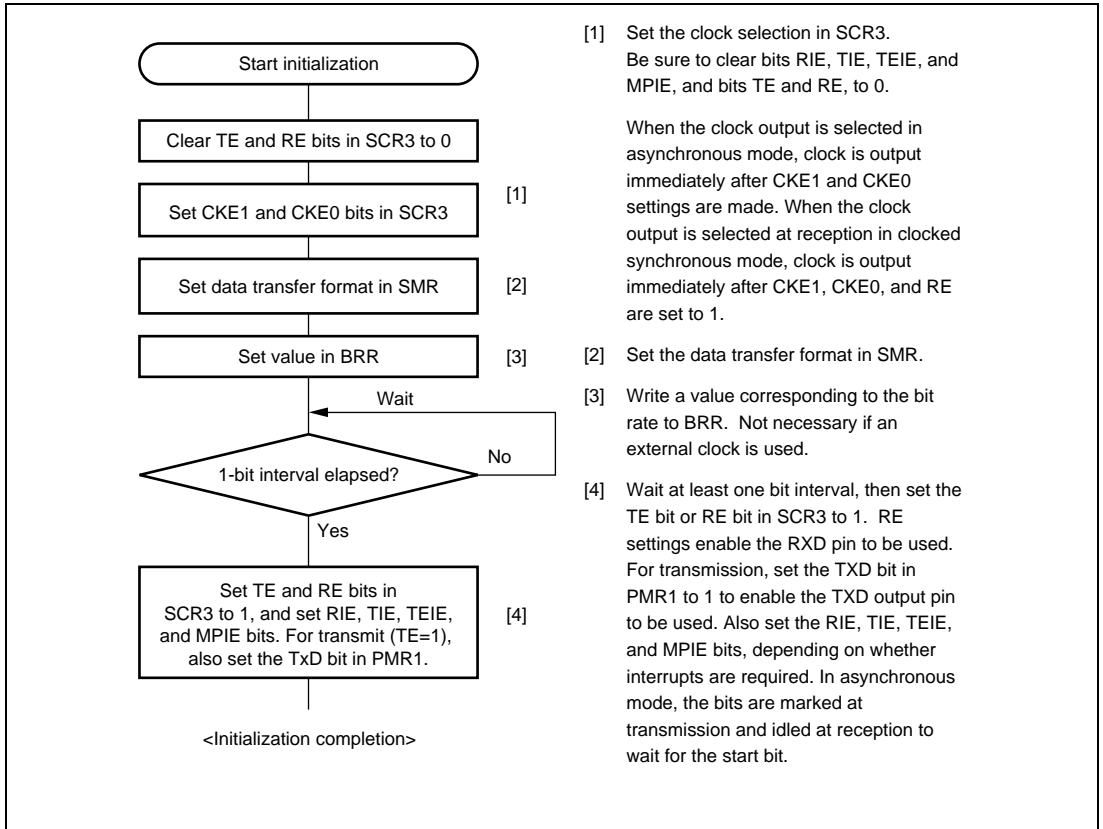 Start initialization
Clear TE and RE bits in SCR3 to 0
Set CKE1 and CKE0 bits in SCR3
[1]
Set data transfer format in SMR
[2]
Set value in BRR
[3]
Wait
1-bit interval elapsed?
No
Yes
Set TE and RE bits in
SCR3 to 1, and set RIE, TIE, TEIE,
and MPIE bits. For transmit (TE=1),
also set the TxD bit in PMR1.
[4]
<Initialization completion>
[1] Set the clock selection in SCR3.
Be sure to clear bits RIE, TIE, TEIE, and
MPIE, and bits TE and RE, to 0.
When the clock output is selected in
asynchronous mode, clock is output
immediately after CKE1 and CKE0
settings are made. When the clock
output is selected at reception in clocked
synchronous mode, clock is output
immediately after CKE1, CKE0, and RE
are set to 1.
[2] Set the data transfer format in SMR.
[3] Write a value corresponding to the bit
rate to BRR. Not necessary if an
external clock is used.
[4] Wait at least one bit interval, then set the
TE bit or RE bit in SCR3 to 1. RE
settings enable the RXD pin to be used.
For transmission, set the TXD bit in
PMR1 to 1 to enable the TXD output pin
to be used. Also set the RIE, TIE, TEIE,
and MPIE bits, depending on whether
interrupts are required. In asynchronous
mode, the bits are marked at
transmission and idled at reception to
wait for the start bit.